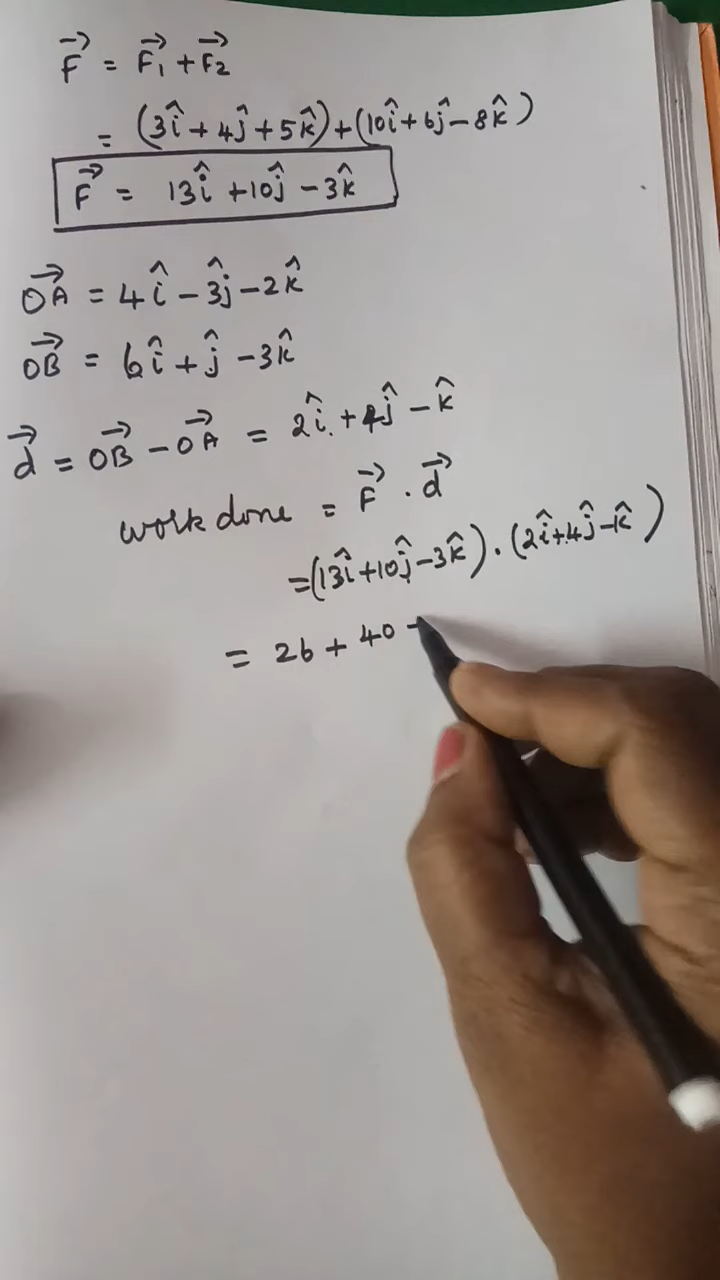 F⃗ = F⃗₁ + F⃗₂
= (3î + 4ĵ + 5k̂) + (10î + 6ĵ − 8k̂)
F⃗ = 13î + 10ĵ − 3k̂
OA⃗ = 4î − 3ĵ − 2k̂
OB⃗ = 6î + ĵ − 3k̂
d⃗ = OB⃗ − OA⃗ = 2î + 4ĵ − k̂
work done = F⃗ . d⃗
= (13î + 10ĵ − 3k̂) . (2î + 4ĵ − k̂)
= 26 + 40 -